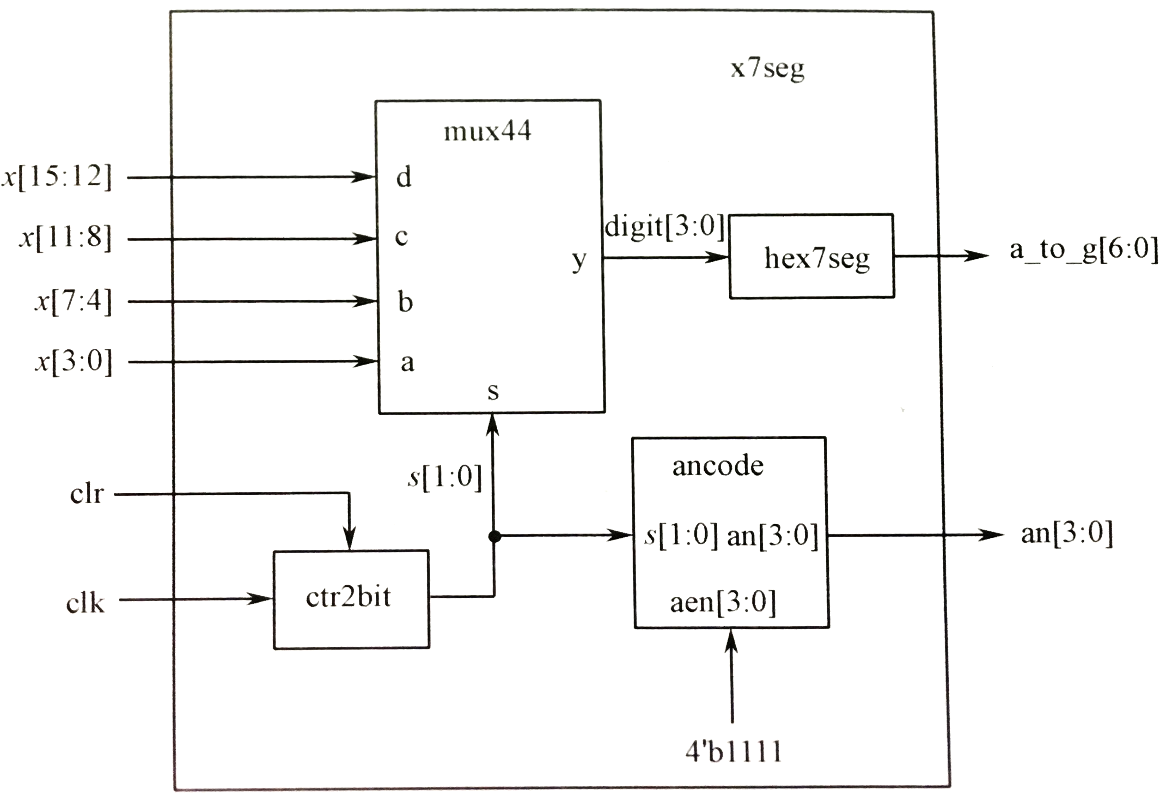 x7seg
mux44
x[15:12]
d
x[11:8]
c
x[7:4]
b
x[3:0]
a
y
s
digit[3:0]
hex7seg
a_to_g[6:0]
s[1:0]
clr
clk
ctr2bit
ancode
s[1:0] an[3:0]
aen[3:0]
an[3:0]
4'b1111